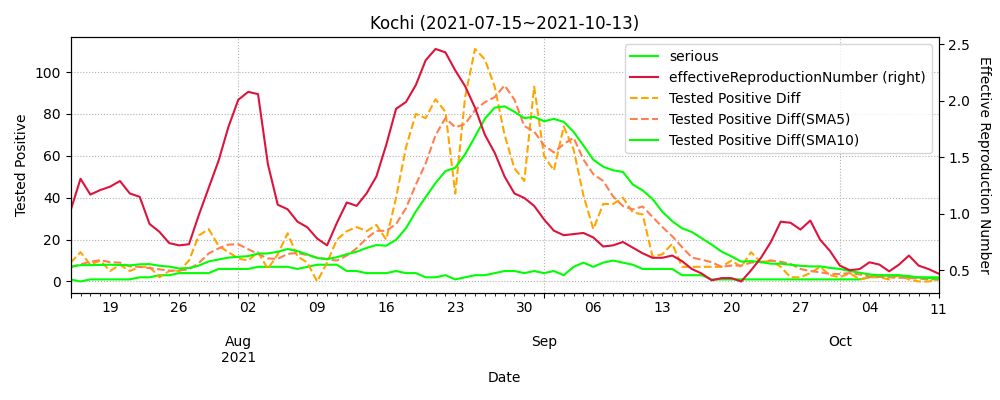 Kochi (2021-07-15~2021-10-13)
serious
effectiveReproductionNumber (right)
Tested Positive Diff
Tested Positive Diff(SMA5)
Tested Positive Diff(SMA10)
Tested Positive
100
80
60
40
20
0
2.5
2.0
1.5
1.0
0.5
Effective Reproduction Number
19 26 02 09 16 23 30 06 13 20 27 04 11
Aug Sep Oct
2021
Date